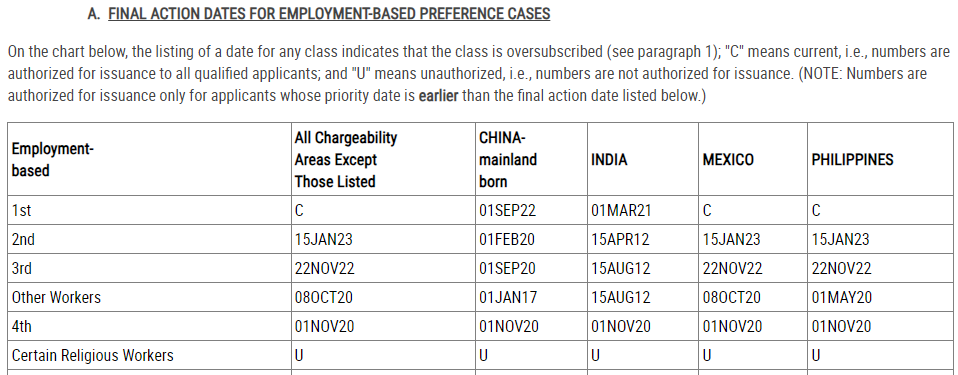 A. FINAL ACTION DATES FOR EMPLOYMENT-BASED PREFERENCE CASES
On the chart below, the listing of a date for any class indicates that the class is oversubscribed (see paragraph 1); "C" means current, i.e., numbers are
authorized for issuance to all qualified applicants; and "U" means unauthorized, i.e., numbers are not authorized for issuance. (NOTE: Numbers are
authorized for issuance only for applicants whose priority date is earlier than the final action date listed below.)
Employment-
based
All Chargeability
Areas Except
Those Listed
CHINA-
mainland
born
INDIA
MEXICO
PHILIPPINES
1st C 01SEP22 01MAR21 C C
2nd 15JAN23 01FEB20 15APR12 15JAN23 15JAN23
3rd 22NOV22 01SEP20 15AUG12 22NOV22 22NOV22
Other Workers 08OCT20 01JAN17 15AUG12 08OCT20 01MAY20
4th 01NOV20 01NOV20 01NOV20 01NOV20 01NOV20
Certain Religious Workers U U U U U